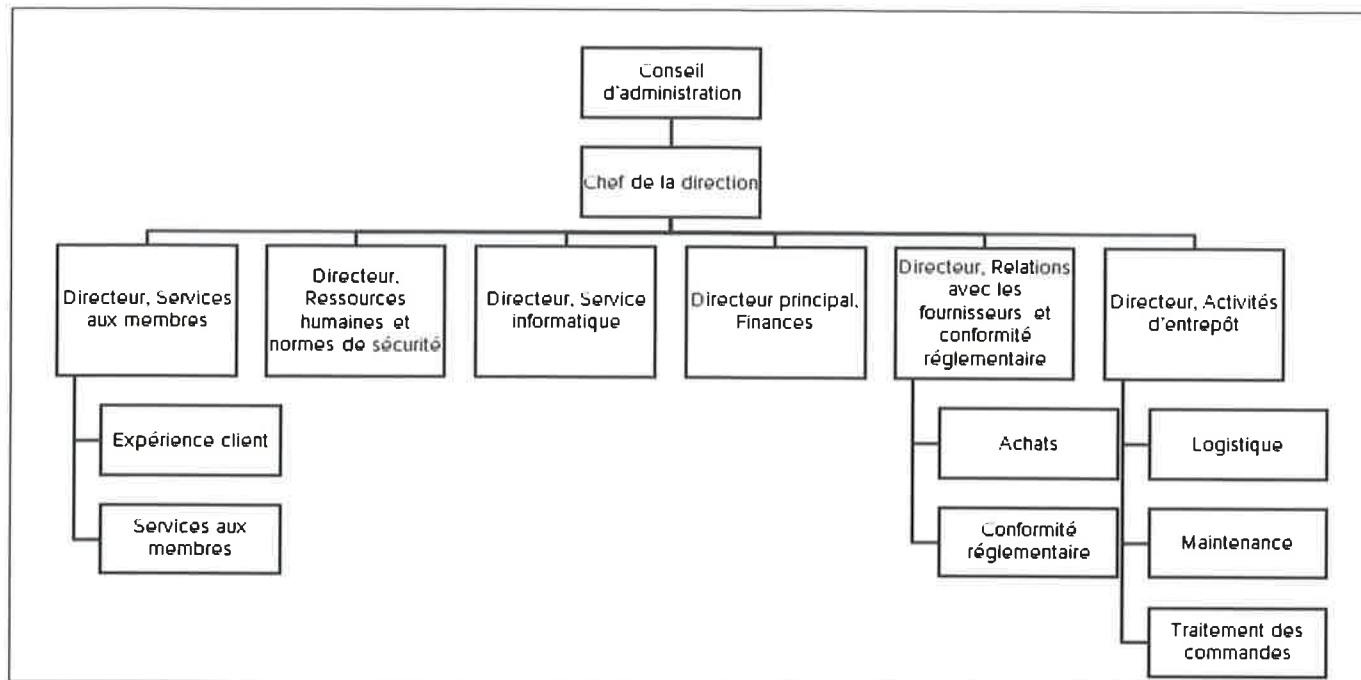 Conseil
d'administration
Chef de la direction
Directeur, Services
aux membres
Directeur,
Ressources
humaines et
normes de sécurité
Directeur, Service
informatique
Directeur principal,
Finances
Directeur, Relations
avec les
fournisseurs et
conformité
réglementaire
Directeur, Activités
d'entrepôt
Expérience client
Services aux
membres
Achats
Conformité
réglementaire
Logistique
Maintenance
Traitement des
commandes